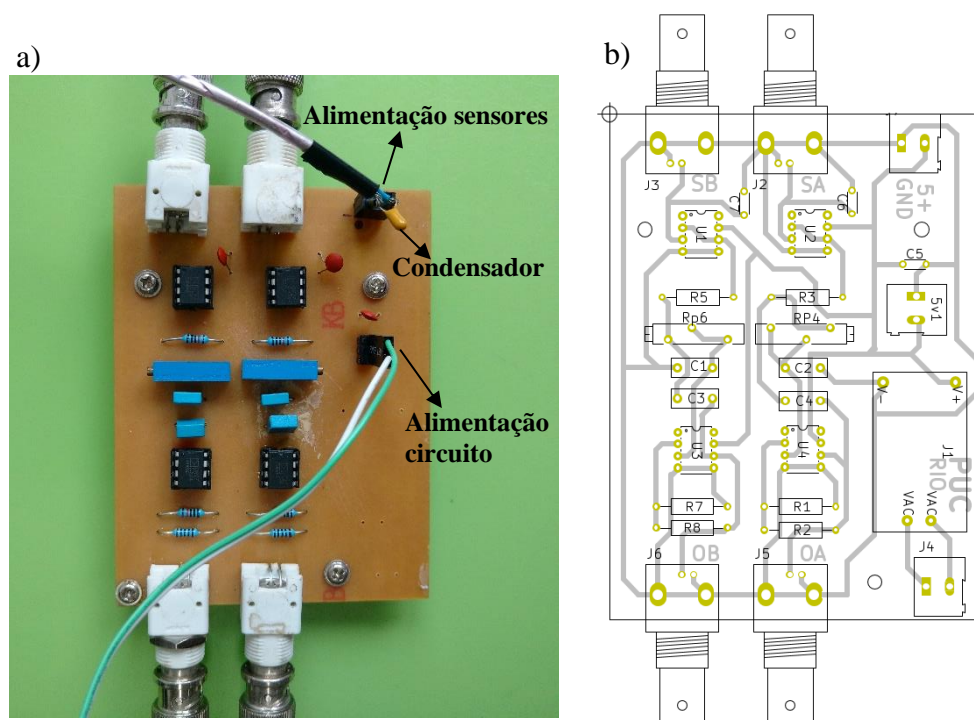 a)
Alimentação sensores
Condensador
KB
Alimentação
circuito
b)
J3
SB
J2
SA
GND
5+
C7
C6
U1
U2
C5
5v1
R5
R3
Rp6
RP4
C1
C2
C3
C4
V-
V+
U3
U4
J1
PUC
RIO
VAC
VAC
R7
R1
R8
R2
J6
OB
J5
OA
J4